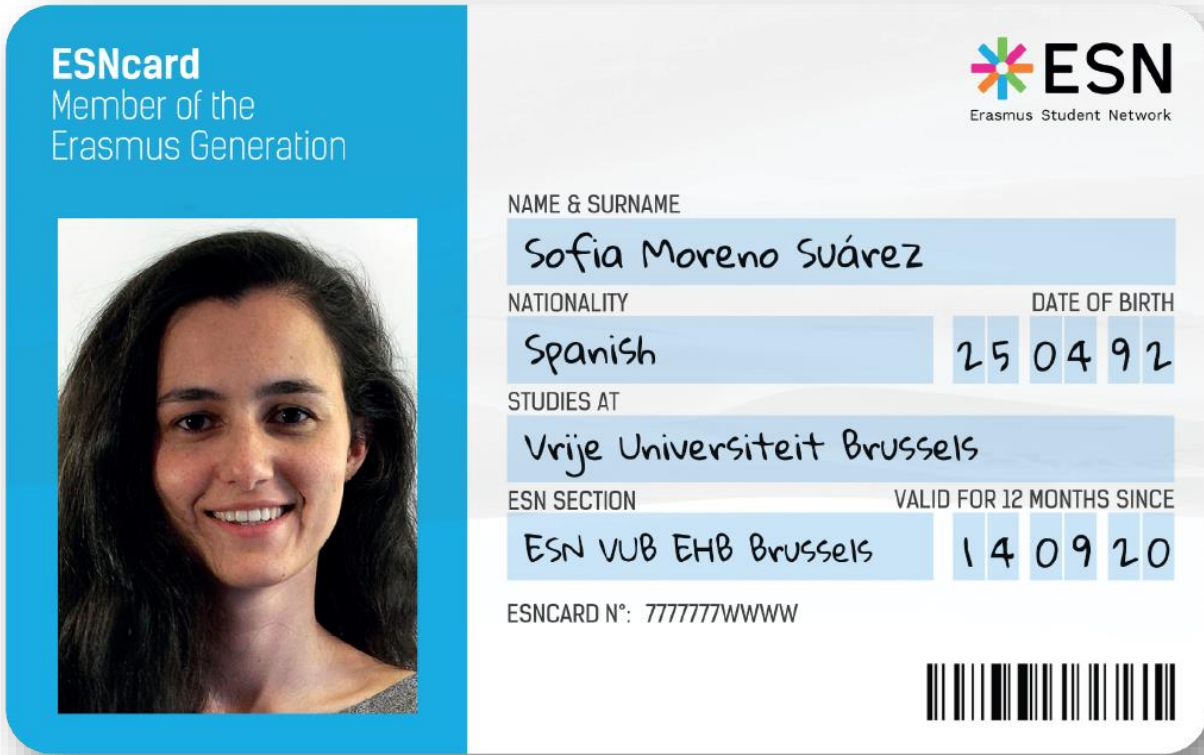 ESNcard
Member of the
Erasmus Generation
ESN
Erasmus Student Network
NAME & SURNAME
Sofia Moreno Suárez
NATIONALITY DATE OF BIRTH
Spanish 25 04 92
STUDIES AT
Vrije Universiteit Brussels
ESN SECTION VALID FOR 12 MONTHS SINCE
ESN VUB EHB Brussels 14 09 20
ESNCARD N°: 7777777WWWW